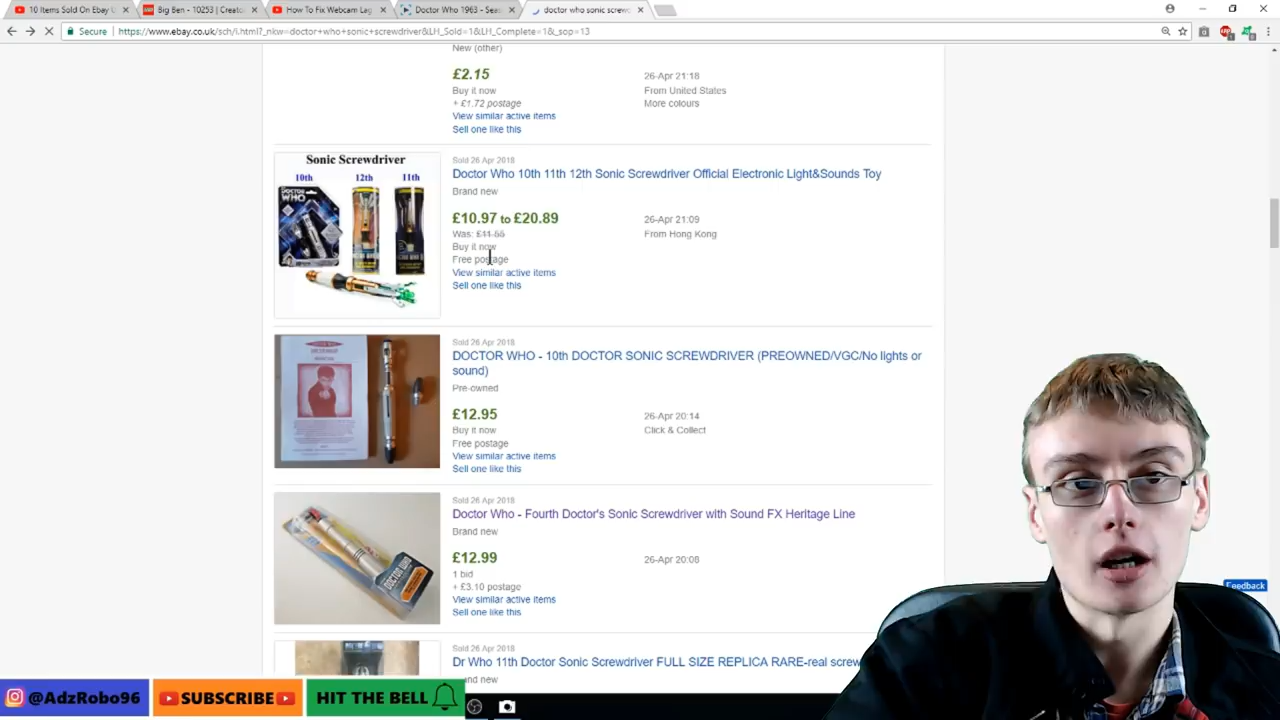 10 Items Sold On Ebay
Big Ben - 10253 | Creato
How To Fix Webcam Lag
Doctor Who 1963 - Seas
doctor who sonic screw
Secure
https://www.ebay.co.uk/sch/i.html?_nkw=doctor+who+sonic+screwdriver&LH_Sold=1&LH_Complete=1&_sop=13
New (other)
£2.15
26-Apr 21:18
Buy it now
From United States
+ £1.72 postage
More colours
View similar active items
Sell one like this
Sonic Screwdriver
10th
12th
11th
DOCTOR WHO
Sold 26 Apr 2018
Doctor Who 10th 11th 12th Sonic Screwdriver Official Electronic Light&Sounds Toy
Brand new
£10.97 to £20.89
26-Apr 21:09
Was: £11.55
From Hong Kong
Buy it now
Free postage
View similar active items
Sell one like this
Sold 26 Apr 2018
DOCTOR WHO - 10th DOCTOR SONIC SCREWDRIVER (PREOWNED/VGC/No lights or
sound)
Pre-owned
£12.95
26-Apr 20:14
Buy it now
Click & Collect
Free postage
View similar active items
Sell one like this
Sold 26 Apr 2018
Doctor Who - Fourth Doctor's Sonic Screwdriver with Sound FX Heritage Line
Brand new
£12.99
26-Apr 20:08
1 bid
+ £3.10 postage
View similar active items
Sell one like this
DOCTOR WHO
Feedback
Sold 26 Apr 2018
Dr Who 11th Doctor Sonic Screwdriver FULL SIZE REPLICA RARE-real screw
and new
@AdzRobo96
SUBSCRIBE
HIT THE BELL